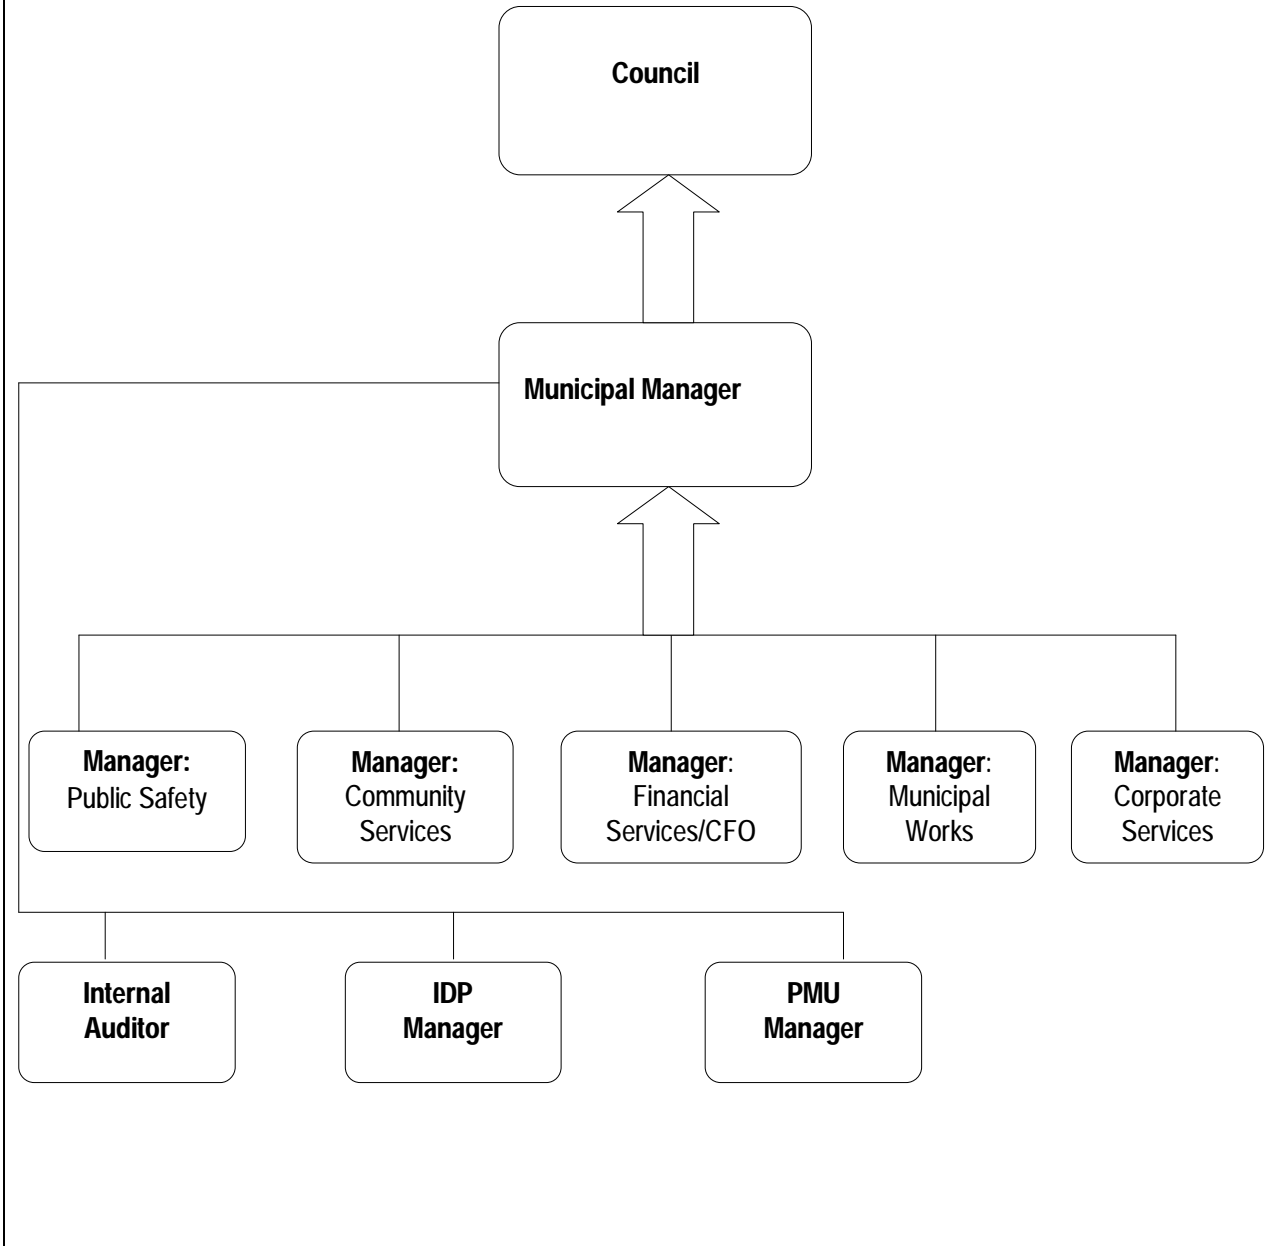 Council
Municipal Manager
Manager:
Public Safety
Manager:
Community
Services
Manager:
Financial
Services/CFO
Manager:
Municipal
Works
Manager:
Corporate
Services
Internal
Auditor
IDP
Manager
PMU
Manager